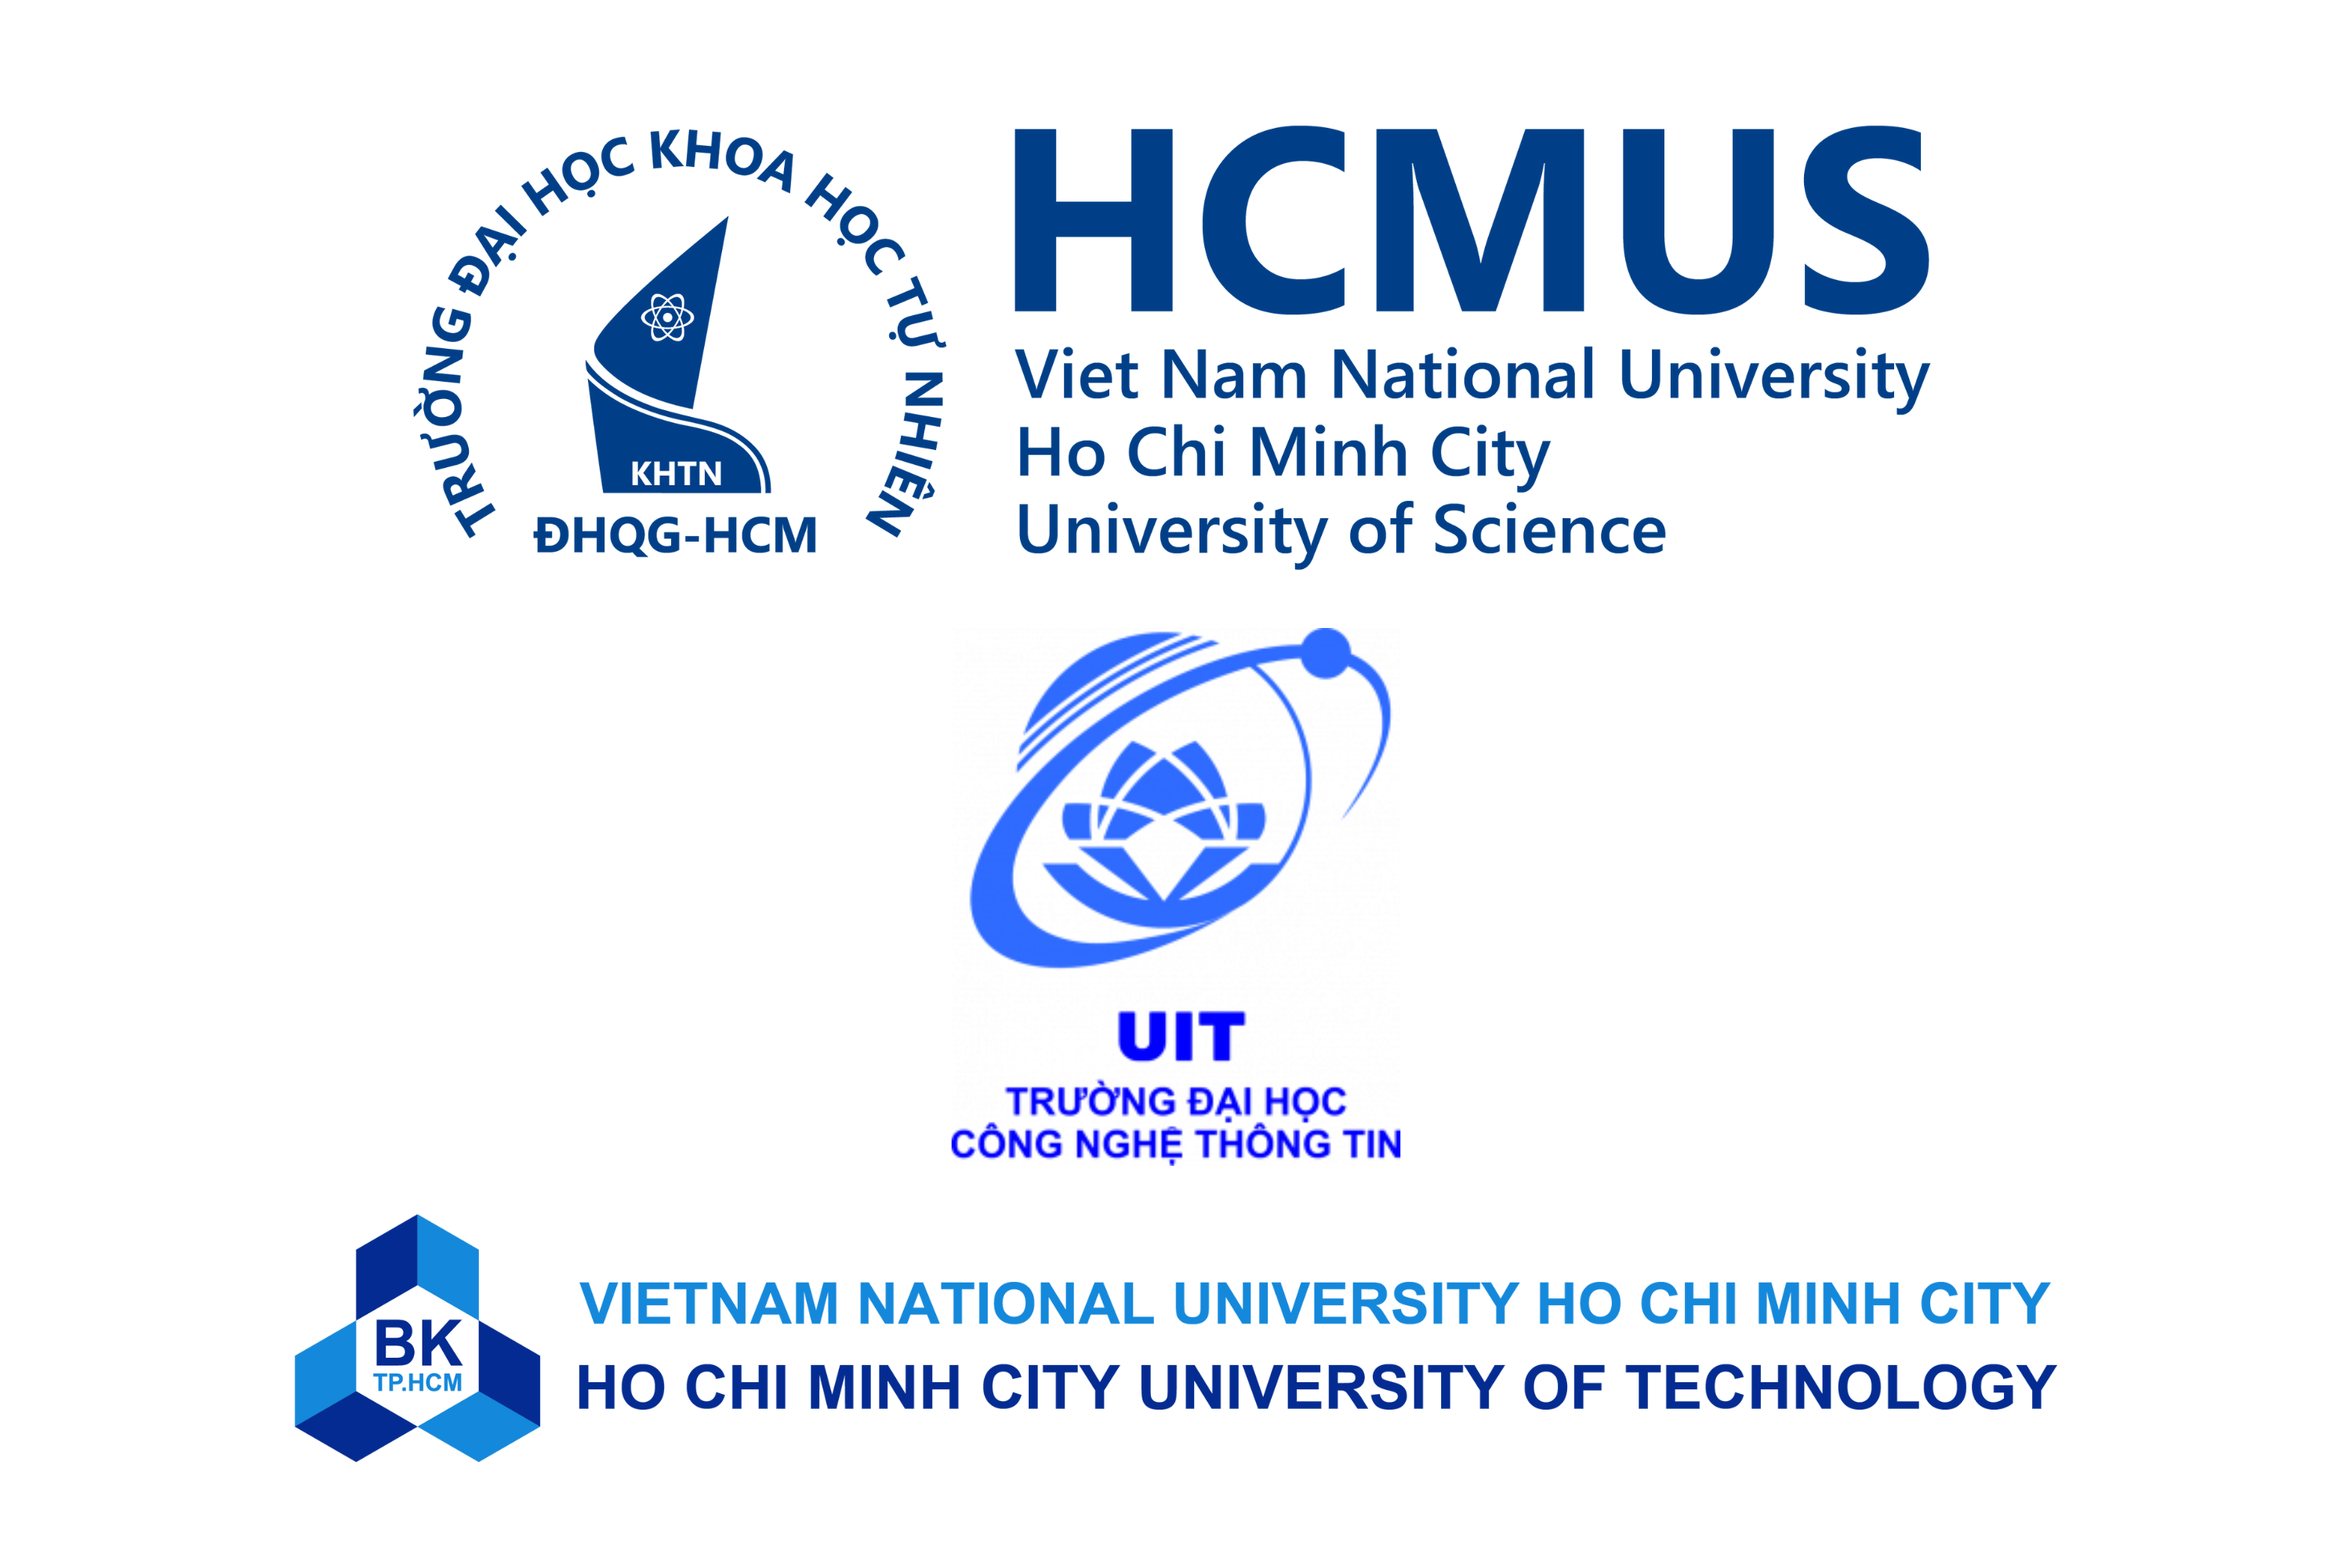 TRƯỜNG ĐẠI HỌC KHOA HỌC TỰ NHIÊN
KHTN
ĐHQG-HCM
HCMUS
Viet Nam National University
Ho Chi Minh City
University of Science
UIT
TRƯỜNG ĐẠI HỌC
CÔNG NGHỆ THÔNG TIN
BK
TP.HCM
VIETNAM NATIONAL UNIVERSITY HO CHI MINH CITY
HO CHI MINH CITY UNIVERSITY OF TECHNOLOGY